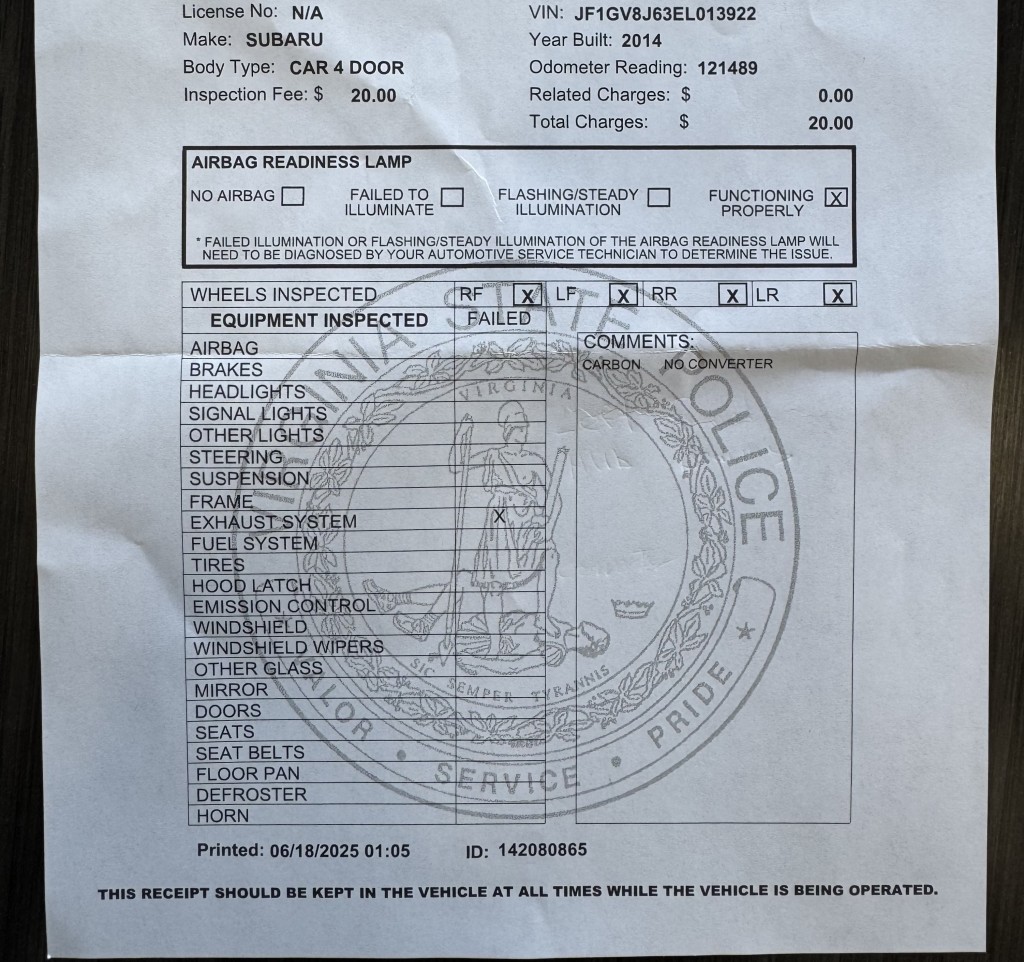 License No: N/A VIN: JF1GV8J63EL013922
Make: SUBARU Year Built: 2014
Body Type: CAR 4 DOOR Odometer Reading: 121489
Inspection Fee: $ 20.00 Related Charges: $ 0.00
Total Charges: $ 20.00
AIRBAG READINESS LAMP
NO AIRBAG FAILED TO ILLUMINATE FLASHING/STEADY ILLUMINATION FUNCTIONING PROPERLY X
* FAILED ILLUMINATION OR FLASHING/STEADY ILLUMINATION OF THE AIRBAG READINESS LAMP WILL
NEED TO BE DIAGNOSED BY YOUR AUTOMOTIVE SERVICE TECHNICIAN TO DETERMINE THE ISSUE.
WHEELS INSPECTED RF X LF X RR X LR X
EQUIPMENT INSPECTED FAILED
COMMENTS:
CARBON NO CONVERTER
AIRBAG
BRAKES
HEADLIGHTS
SIGNAL LIGHTS
OTHER LIGHTS
STEERING
SUSPENSION
FRAME
EXHAUST SYSTEM X
FUEL SYSTEM
TIRES
HOOD LATCH
EMISSION CONTROL
WINDSHIELD
WINDSHIELD WIPERS
OTHER GLASS
MIRROR
DOORS
SEATS
SEAT BELTS
FLOOR PAN
DEFROSTER
HORN
VIRGINIA STATE POLICE
VIRGINIA
SIC SEMPER TYRANNIS
VALOR • SERVICE • PRIDE
Printed: 06/18/2025 01:05 ID: 142080865
THIS RECEIPT SHOULD BE KEPT IN THE VEHICLE AT ALL TIMES WHILE THE VEHICLE IS BEING OPERATED.